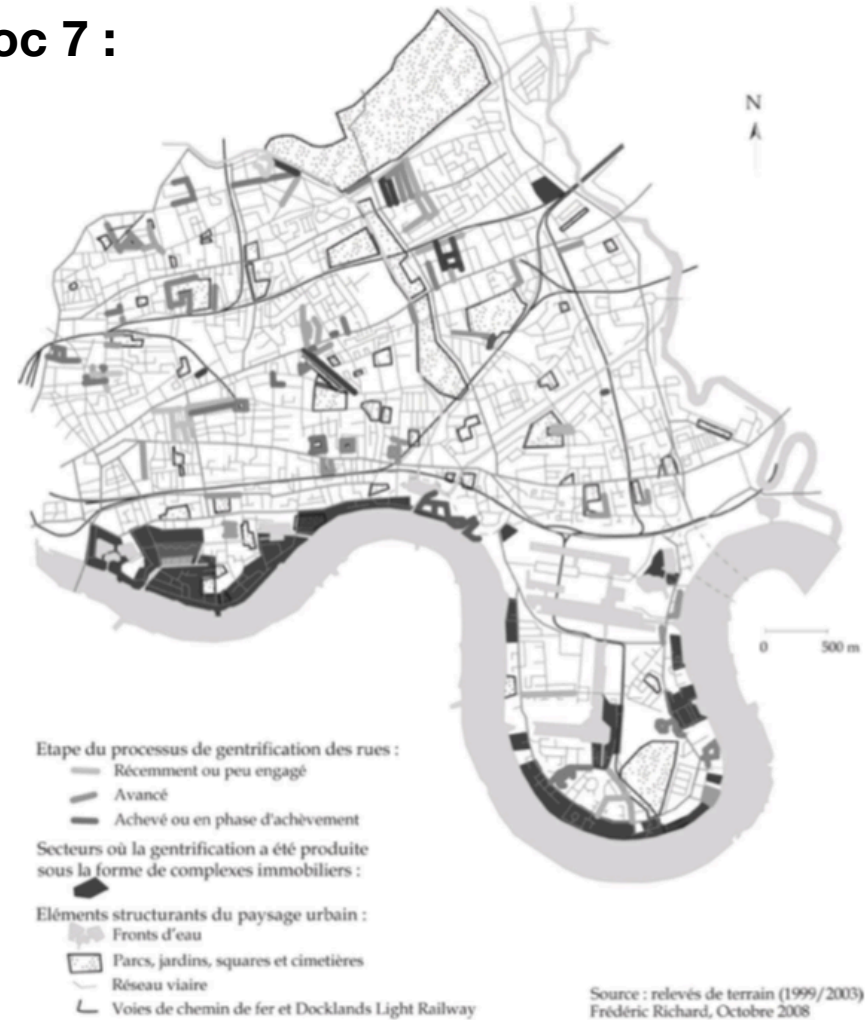 oc 7 :
N
0 500 m
Etape du processus de gentrification des rues :
Récemment ou peu engagé
Avancé
Achevé ou en phase d'achèvement
Secteurs où la gentrification a été produite
sous la forme de complexes immobiliers :
Eléments structurants du paysage urbain :
Fronts d'eau
Parcs, jardins, squares et cimetières
Réseau viaire
Voies de chemin de fer et Docklands Light Railway
Source : relevés de terrain (1999/2003)
Frédéric Richard, Octobre 2008